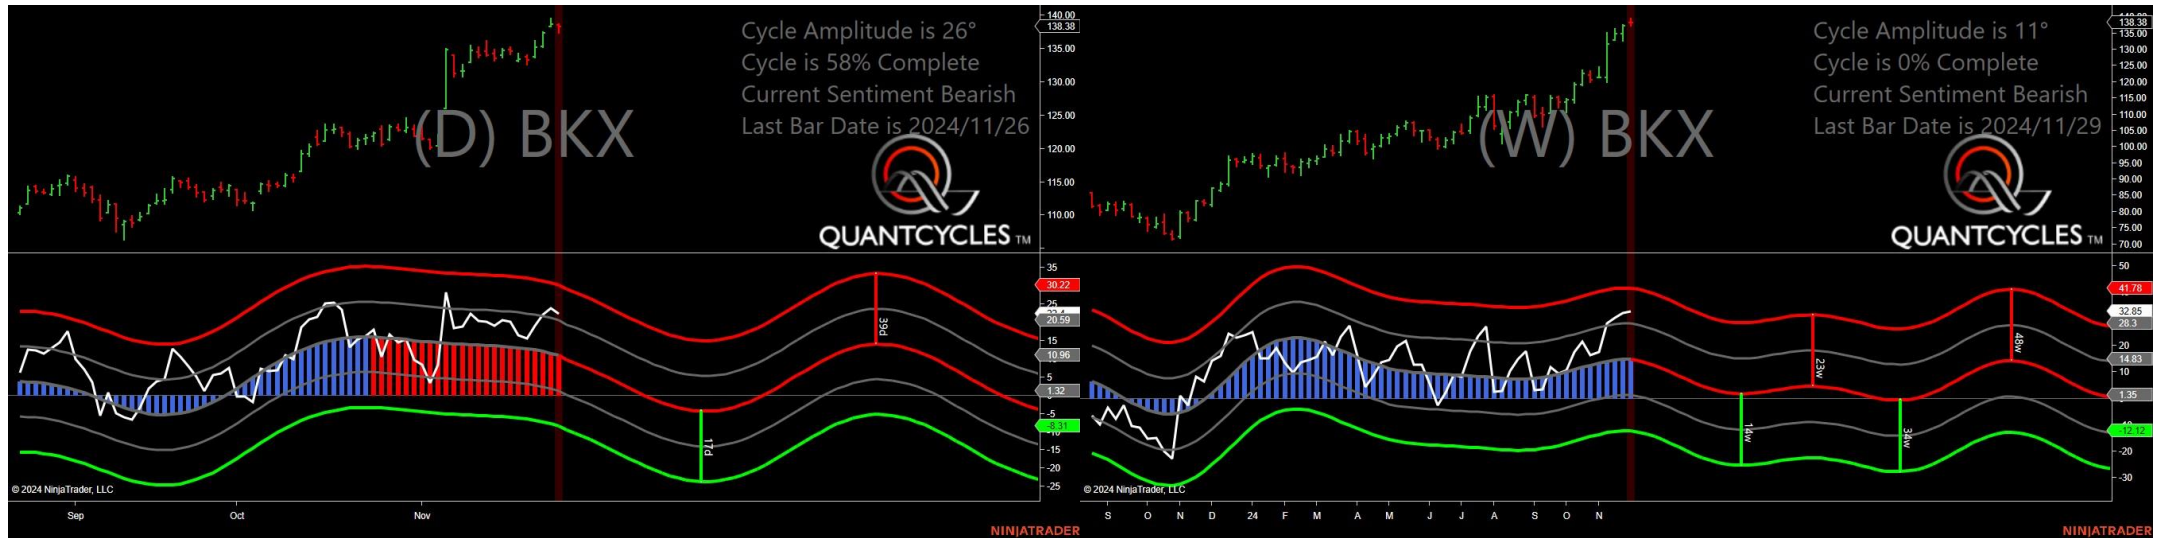 Cycle Amplitude is 26°
Cycle is 58% Complete
Current Sentiment Bearish
Last Bar Date is 2024/11/26
(D) BKX
QUANTCYCLES TM
140.00
138.38
135.00
130.00
125.00
120.00
115.00
110.00
35
30.22
25
20.59
15
10.96
5
1.32
-5
-8.31
-15
-20
-25
39d
17d
© 2024 NinjaTrader, LLC
Sep Oct Nov
NINJATRADER
Cycle Amplitude is 11°
Cycle is 0% Complete
Current Sentiment Bearish
Last Bar Date is 2024/11/29
(W) BKX
QUANTCYCLES TM
138.38
135.00
130.00
125.00
120.00
115.00
110.00
105.00
100.00
95.00
90.00
85.00
80.00
75.00
70.00
50
41.78
32.85
28.3
20
14.83
10
1.35
-12.12
-20
-30
23w
48w
14w
34w
© 2024 NinjaTrader, LLC
S O N D 24 F M A M J J A S O N
NINJATRADER